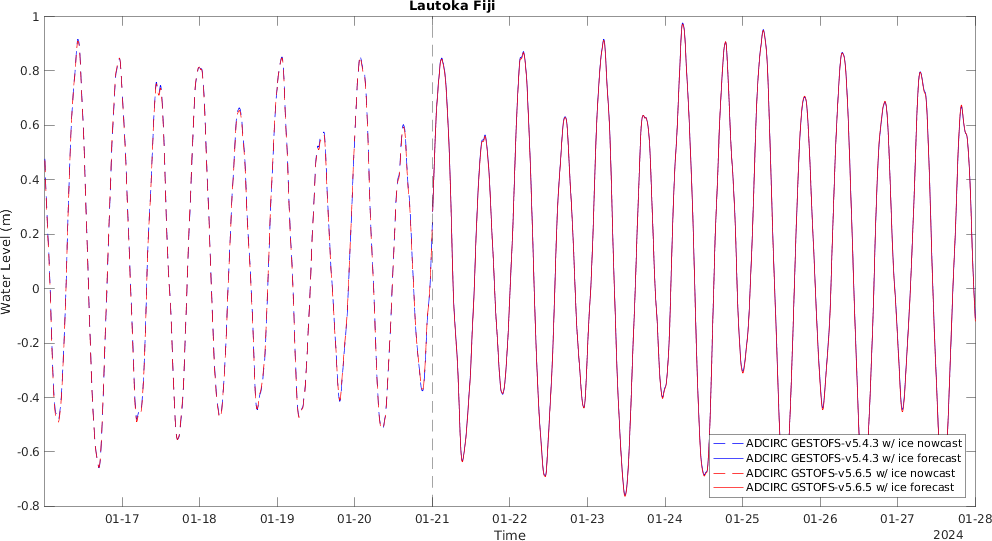 Lautoka Fiji
1
0.8
0.6
0.4
0.2
0
-0.2
-0.4
-0.6
-0.8
Water Level (m)
ADCIRC GESTOFS-v5.4.3 w/ ice nowcast
ADCIRC GESTOFS-v5.4.3 w/ ice forecast
ADCIRC GSTOFS-v5.6.5 w/ ice nowcast
ADCIRC GSTOFS-v5.6.5 w/ ice forecast
01-17 01-18 01-19 01-20 01-21 01-22 01-23 01-24 01-25 01-26 01-27 01-28
Time
2024